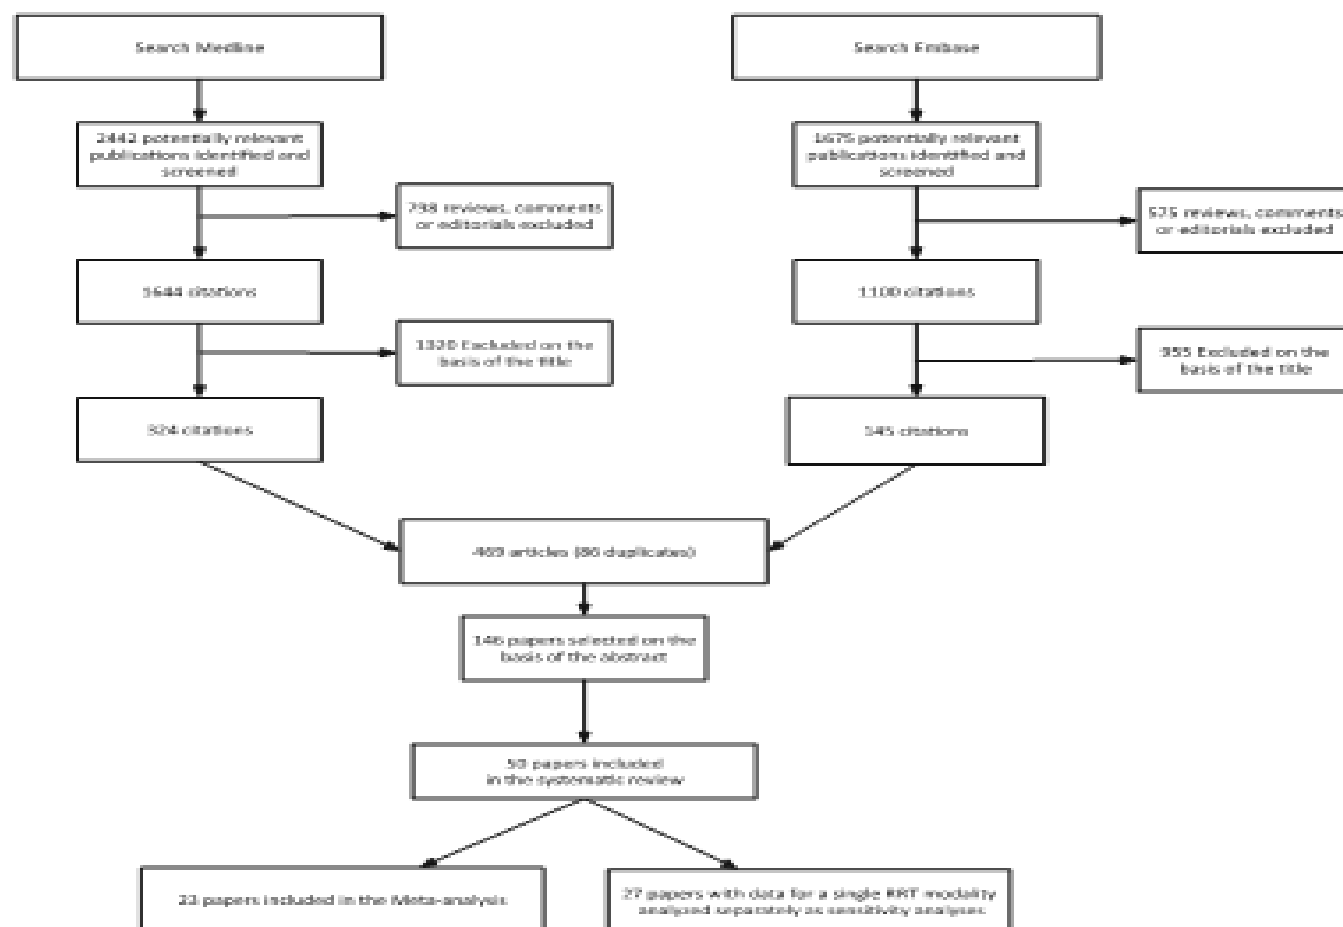 Search Medline
Search Embase
2442 potentially relevant
publications identified and
screened
1675 potentially relevant
publications identified and
screened
798 reviews, comments
or editorials excluded
575 reviews, comments
or editorials excluded
1644 citations
1100 citations
1320 Excluded on the
basis of the title
955 Excluded on the
basis of the title
324 citations
145 citations
469 articles (86 duplicates)
146 papers selected on the
basis of the abstract
50 papers included
in the systematic review
23 papers included in the Meta-analysis
27 papers with data for a single RRT modality
analyzed separately as sensitivity analyses